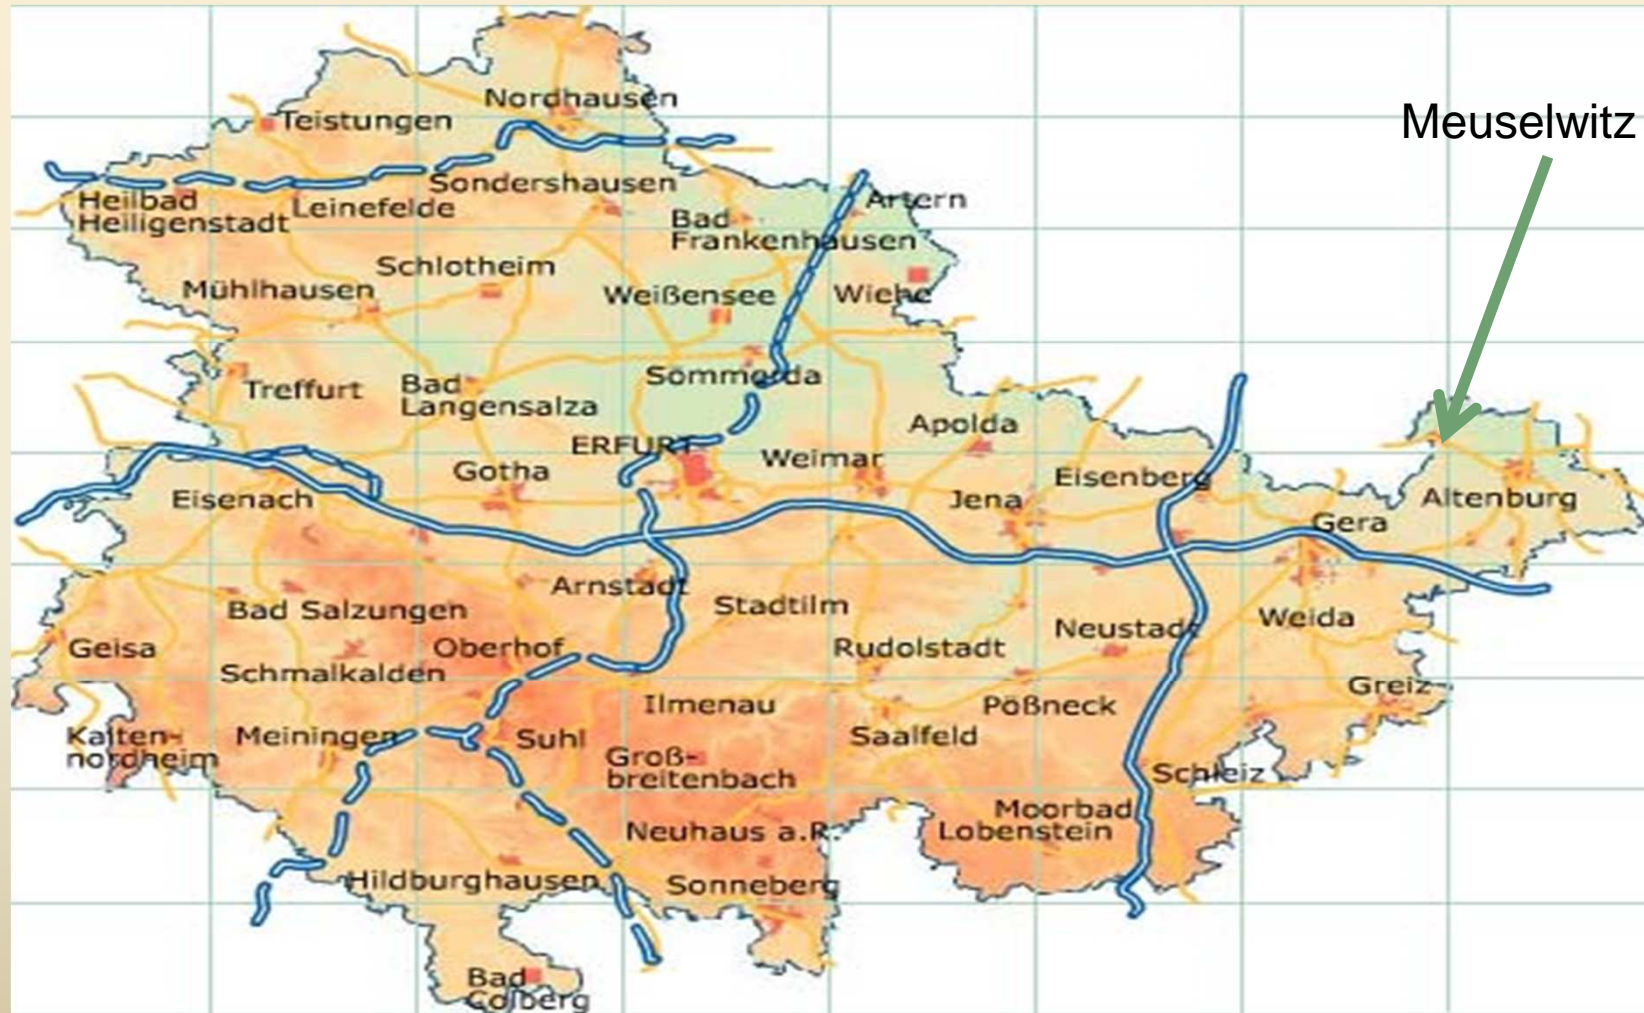 Nordhausen
Meuselwitz
Teistungen
Sondershausen
Heilbad
Heiligenstadt
Leinefelde
Artern
Bad
Frankenhausen
Schlotheim
Mühlhausen
Weißensee
Wiehe
Treffurt
Bad
Langensalza
Sömmerda
Apolda
ERFURT
Weimar
Gotha
Eisenberg
Eisenach
Jena
Altenburg
Gera
Arnstadt
Bad Salzungen
Stadtilm
Weida
Neustadt
Geisa
Oberhof
Rudolstadt
Schmalkalden
Greiz
Ilmenau
Pößneck
Kalten-
nordheim
Meiningen
Suhl
Saalfeld
Groß-
breitenbach
Schleiz
Moorbad
Lobenstein
Neuhaus a.R.
Hildburghausen
Sonneberg
Bad
Colberg